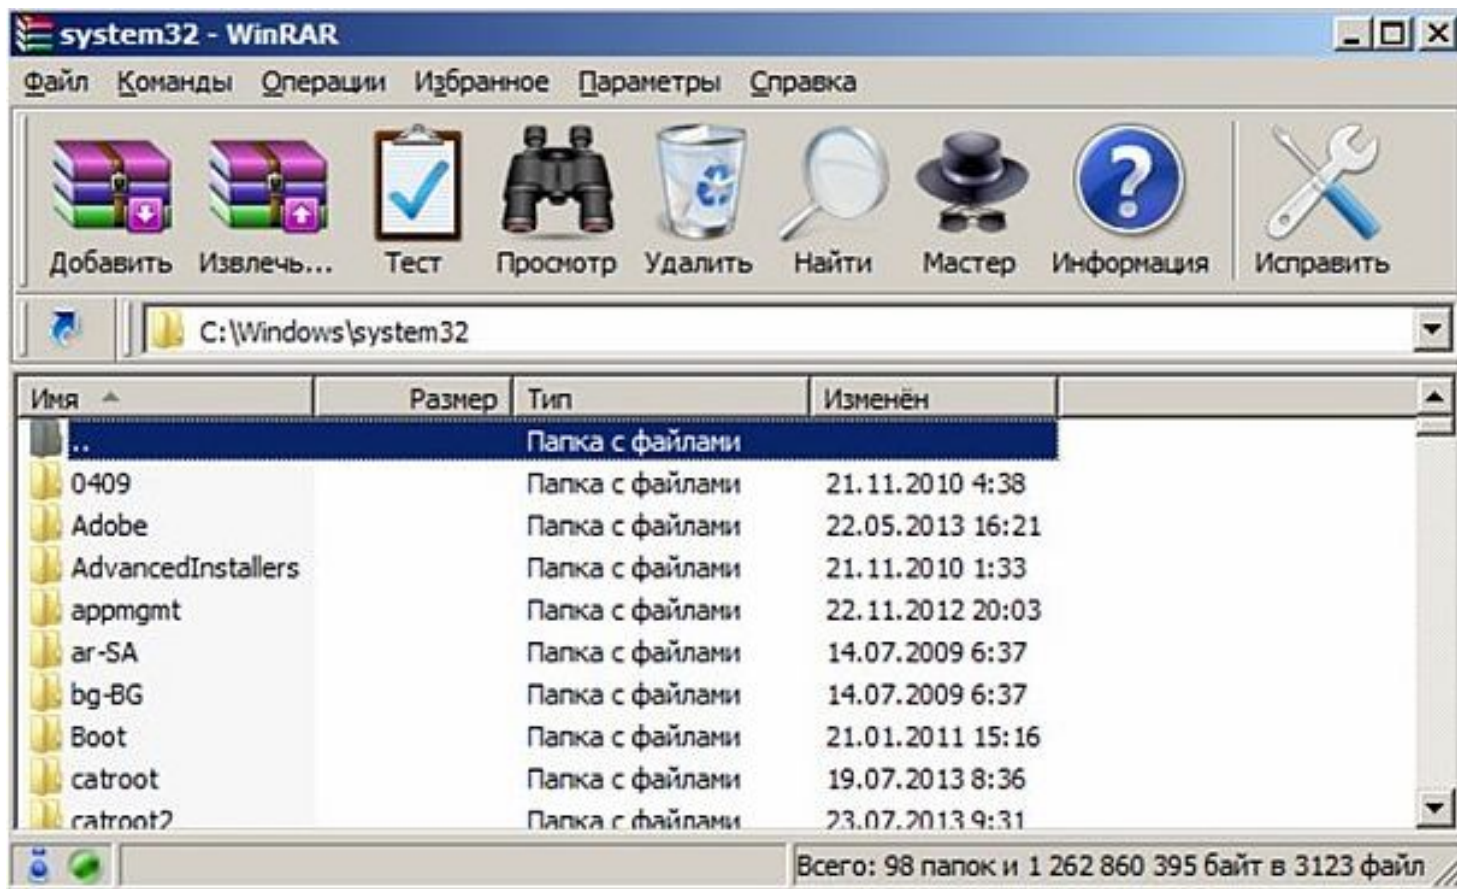 system32 - WinRAR
Файл Команды Операции Избранное Параметры Справка
Добавить Извлечь... Тест Просмотр Удалить Найти Мастер Информация Исправить
C:\Windows\system32
Имя Размер Тип Изменён
.. Папка с файлами
0409 Папка с файлами 21.11.2010 4:38
Adobe Папка с файлами 22.05.2013 16:21
AdvancedInstallers Папка с файлами 21.11.2010 1:33
appmgmt Папка с файлами 22.11.2012 20:03
ar-SA Папка с файлами 14.07.2009 6:37
bg-BG Папка с файлами 14.07.2009 6:37
Boot Папка с файлами 21.01.2011 15:16
catroot Папка с файлами 19.07.2013 8:36
catroot2 Папка с файлами 23.07.2013 9:31
Всего: 98 папок и 1 262 860 395 байт в 3123 файл